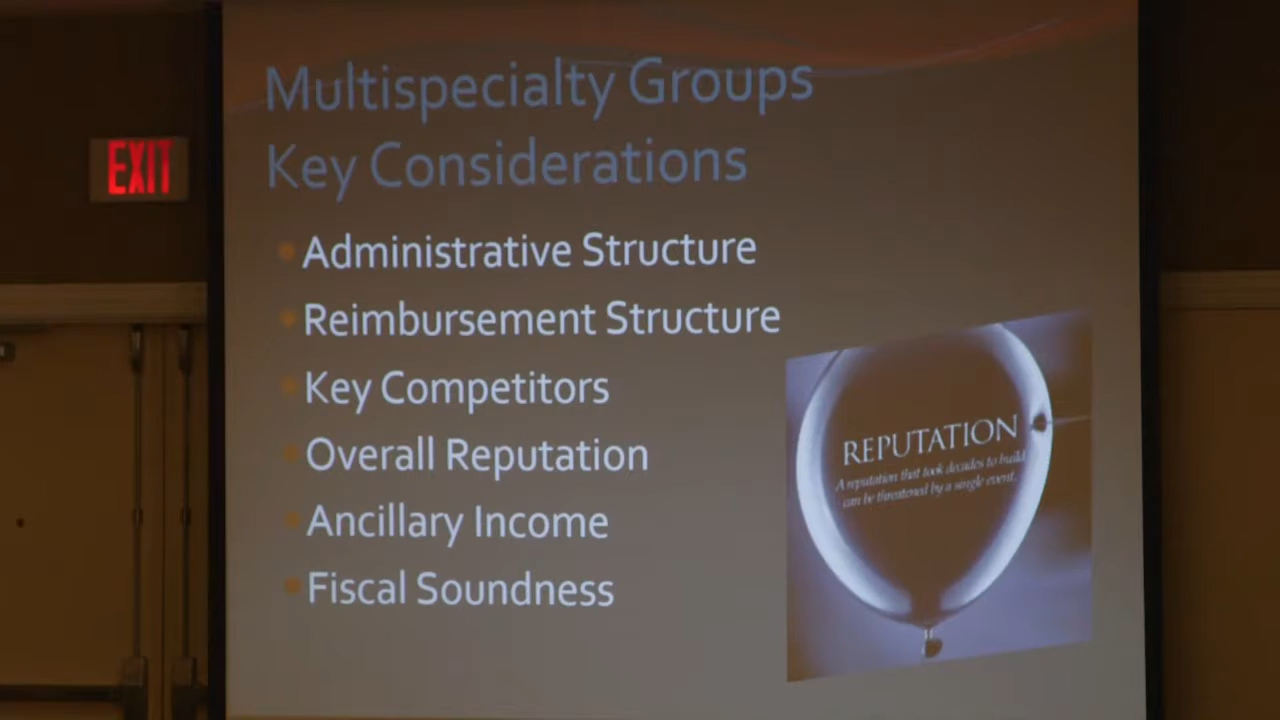 Multispecialty Groups
Key Considerations
EXIT
Administrative Structure
Reimbursement Structure
Key Competitors
Overall Reputation
Ancillary Income
Fiscal Soundness
REPUTATION
A reputation that took decades to build
can be threatened by a single event.